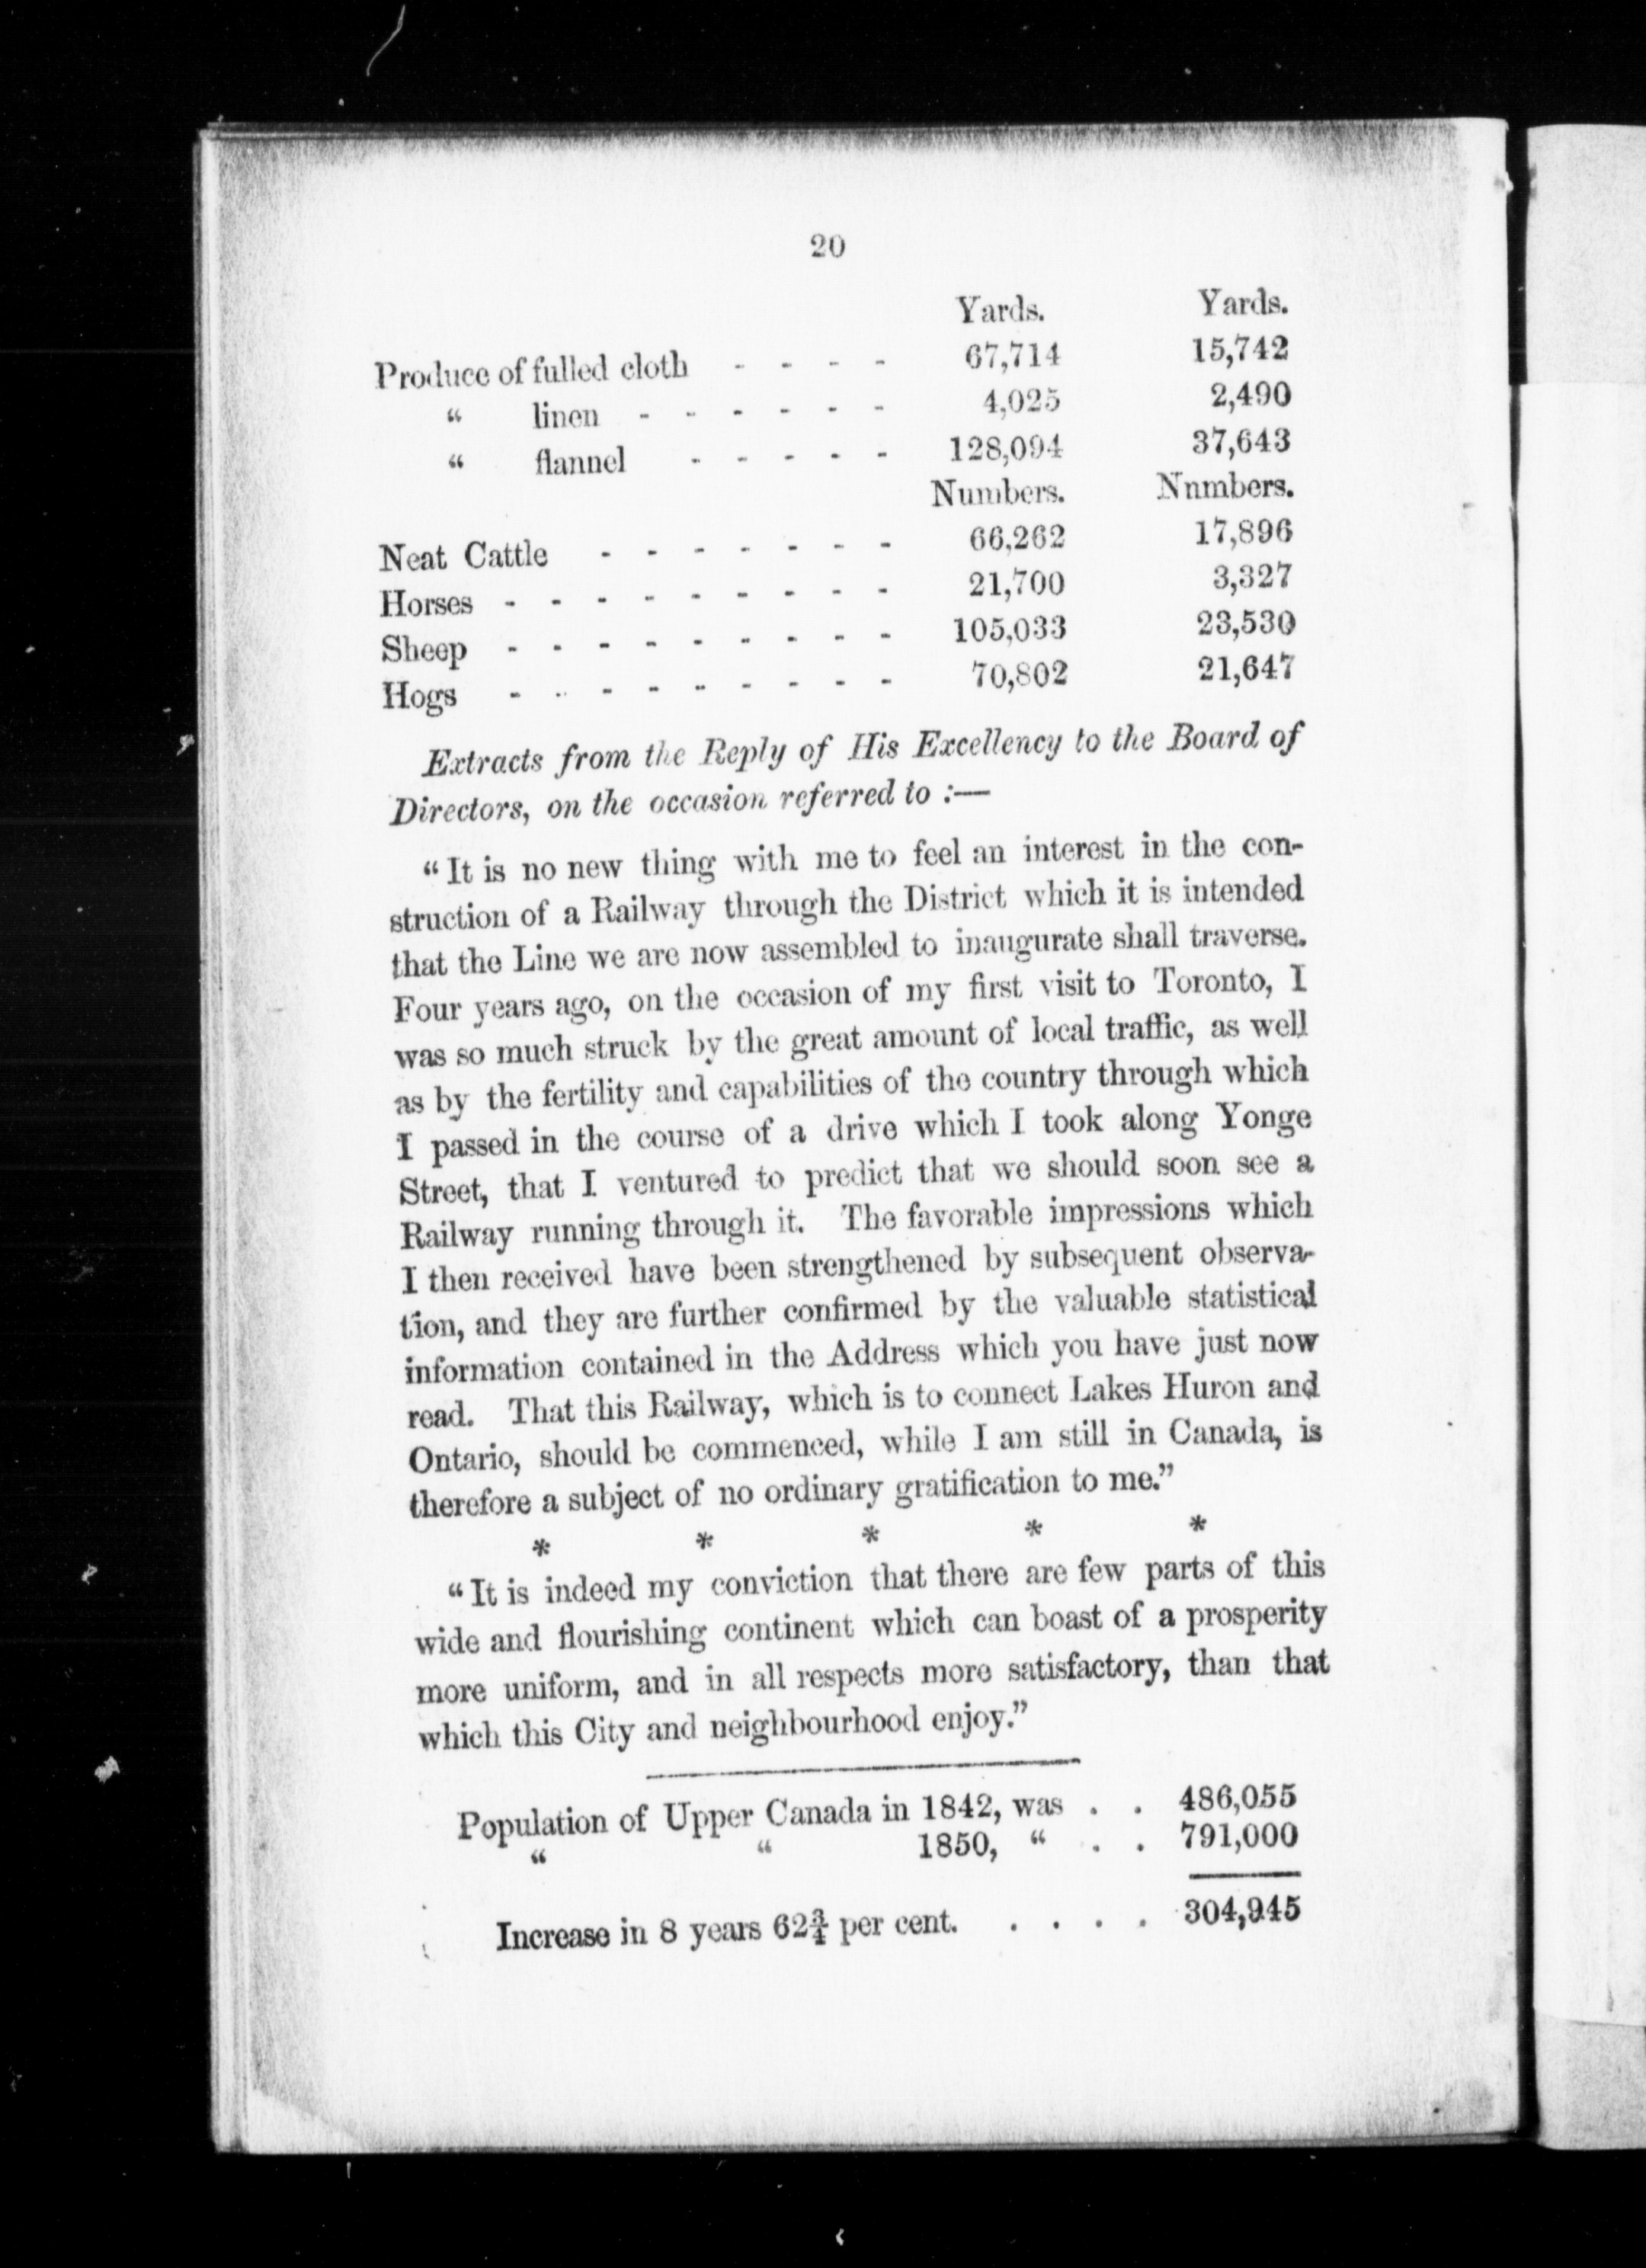 20
Yards. Yards.
Produce of fulled cloth - - - - 67,714 15,742
“ linen - - - - - - 4,025 2,490
“ flannel - - - - - 128,094 37,643
Numbers. Nnmbers.
Neat Cattle - - - - - - - 66,262 17,896
Horses - - - - - - - - - 21,700 3,327
Sheep - - - - - - - - - 105,033 23,530
Hogs - - - - - - - - - 70,802 21,647
Extracts from the Reply of His Excellency to the Board of
Directors, on the occasion referred to :—
“It is no new thing with me to feel an interest in the con-
struction of a Railway through the District which it is intended
that the Line we are now assembled to inaugurate shall traverse.
Four years ago, on the occasion of my first visit to Toronto, I
was so much struck by the great amount of local traffic, as well
as by the fertility and capabilities of the country through which
I passed in the course of a drive which I took along Yonge
Street, that I ventured to predict that we should soon see a
Railway running through it. The favorable impressions which
I then received have been strengthened by subsequent observa-
tion, and they are further confirmed by the valuable statistical
information contained in the Address which you have just now
read. That this Railway, which is to connect Lakes Huron and
Ontario, should be commenced, while I am still in Canada, is
therefore a subject of no ordinary gratification to me.”
* * * * *
“It is indeed my conviction that there are few parts of this
wide and flourishing continent which can boast of a prosperity
more uniform, and in all respects more satisfactory, than that
which this City and neighbourhood enjoy.”
Population of Upper Canada in 1842, was . . 486,055
“ “ 1850, “ . . 791,000
Increase in 8 years 62¾ per cent. . . . . 304,945